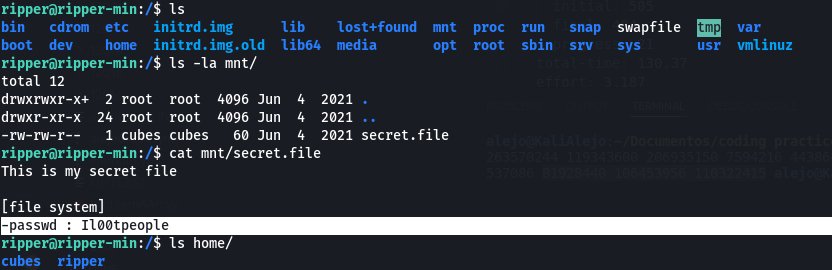 ripper@ripper-min:/$ ls
bin cdrom etc initrd.img lib lost+found mnt proc run snap swapfile tmp var
boot dev home initrd.img.old lib64 media opt root sbin srv sys usr vmlinuz
ripper@ripper-min:/$ ls -la mnt/
total 12
drwxrwxr-x+ 2 root root 4096 Jun 4 2021 .
drwxr-xr-x 24 root root 4096 Jun 4 2021 ..
-rw-rw-r-- 1 cubes cubes 60 Jun 4 2021 secret.file
ripper@ripper-min:/$ cat mnt/secret.file
This is my secret file
[file system]
-passwd : Il00tpeople
ripper@ripper-min:/$ ls home/
cubes ripper